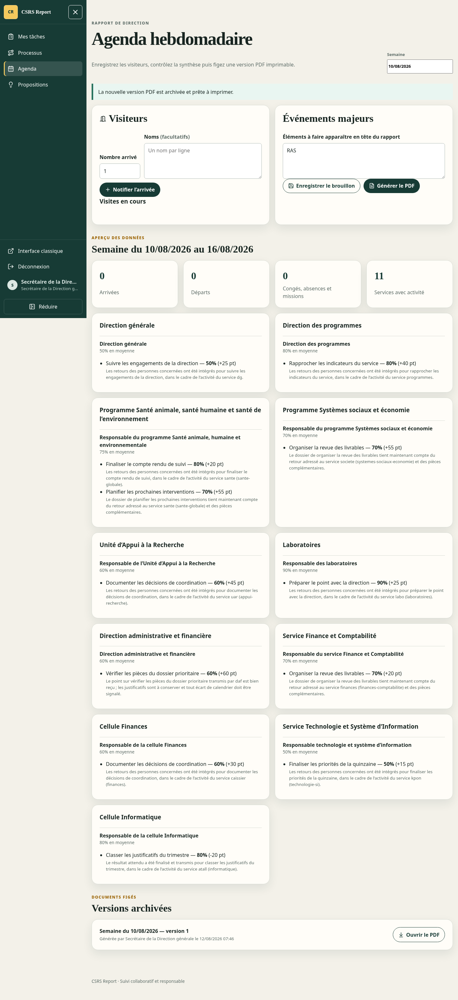 CR
CSRS Report
Mes tâches
Processus
Agenda
Propositions
Interface classique
Déconnexion
S
Secrétaire de la Dire...
Secrétaire de la Direction g...
Réduire
RAPPORT DE DIRECTION
Agenda hebdomadaire
Enregistrez les visiteurs, contrôlez la synthèse puis figez une version PDF imprimable.
Semaine
10/08/2026
La nouvelle version PDF est archivée et prête à imprimer.
Visiteurs
Nombre arrivé
1
Noms (facultatifs)
Un nom par ligne
Notifier l’arrivée
Visites en cours
Événements majeurs
Éléments à faire apparaître en tête du rapport
RAS
Enregistrer le brouillon
Générer le PDF
APERÇU DES DONNÉES
Semaine du 10/08/2026 au 16/08/2026
0
Arrivées
0
Départs
0
Congés, absences et
missions
11
Services avec activité
Direction générale
Direction générale
50% en moyenne
Suivre les engagements de la direction — 50% (+25 pt)
Les retours des personnes concernées ont été intégrés pour suivre les
engagements de la direction, dans le cadre de l’activité du service dg.
Direction des programmes
Direction des programmes
80% en moyenne
Rapprocher les indicateurs du service — 80% (+40 pt)
Les retours des personnes concernées ont été intégrés pour rapprocher les
indicateurs du service, dans le cadre de l’activité du service programmes.
Programme Santé animale, santé humaine et santé de
l’environnement
Responsable du programme Santé animale, humaine et
environnementale
75% en moyenne
Finaliser le compte rendu de suivi — 80% (+20 pt)
Les retours des personnes concernées ont été intégrés pour finaliser le
compte rendu de suivi, dans le cadre de l’activité du service sante (sante-
globale).
Planifier les prochaines interventions — 70% (+55 pt)
Le dossier de planifier les prochaines interventions tient maintenant compte
du retour adressé au service sante (sante-globale) et des pièces
complémentaires.
Programme Systèmes sociaux et économie
Responsable du programme Systèmes sociaux et économie
70% en moyenne
Organiser la revue des livrables — 70% (+55 pt)
Le dossier de organiser la revue des livrables tient maintenant compte du
retour adressé au service societe (systemes-sociaux-economie) et des pièces
complémentaires.
Unité d’Appui à la Recherche
Responsable de l’Unité d’Appui à la Recherche
60% en moyenne
Documenter les décisions de coordination — 60% (+45 pt)
Les retours des personnes concernées ont été intégrés pour documenter les
décisions de coordination, dans le cadre de l’activité du service uar (appui-
recherche).
Laboratoires
Responsable des laboratoires
90% en moyenne
Préparer le point avec la direction — 90% (+25 pt)
Les retours des personnes concernées ont été intégrés pour préparer le point
avec la direction, dans le cadre de l’activité du service labo (laboratoires).
Direction administrative et financière
Direction administrative et financière
60% en moyenne
Vérifier les pièces du dossier prioritaire — 60% (+60 pt)
Le point sur vérifier les pièces du dossier prioritaire transmis par daf est bien
reçu ; les justificatifs sont à conserver et tout écart de calendrier doit être
signalé.
Service Finance et Comptabilité
Responsable du service Finance et Comptabilité
70% en moyenne
Organiser la revue des livrables — 70% (+20 pt)
Le dossier de organiser la revue des livrables tient maintenant compte du
retour adressé au service finances (finances-comptabilite) et des pièces
complémentaires.
Cellule Finances
Responsable de la cellule Finances
60% en moyenne
Documenter les décisions de coordination — 60% (+30 pt)
Les retours des personnes concernées ont été intégrés pour documenter les
décisions de coordination, dans le cadre de l’activité du service caissier
(finances).
Service Technologie et Système d’Information
Responsable technologie et système d’information
50% en moyenne
Finaliser les priorités de la quinzaine — 50% (+15 pt)
Les retours des personnes concernées ont été intégrés pour finaliser les
priorités de la quinzaine, dans le cadre de l’activité du service kpon
(technologie-si).
Cellule Informatique
Responsable de la cellule Informatique
80% en moyenne
Classer les justificatifs du trimestre — 80% (-20 pt)
Le résultat attendu a été finalisé et transmis pour classer les justificatifs du
trimestre, dans le cadre de l’activité du service atall (informatique).
DOCUMENTS FIGÉS
Versions archivées
Semaine du 10/08/2026 — version 1
Générée par Secrétaire de la Direction générale le 12/08/2026 07:46
Ouvrir le PDF
CSRS Report · Suivi collaboratif et responsable